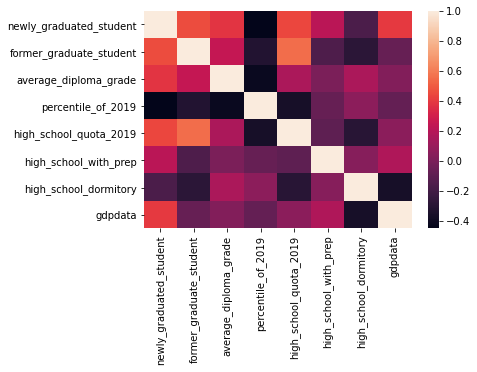 newly_graduated_student
former_graduate_student
average_diploma_grade
percentile_of_2019
high_school_quota_2019
high_school_with_prep
high_school_dormitory
gdpdata
newly_graduated_student
former_graduate_student
average_diploma_grade
percentile_of_2019
high_school_quota_2019
high_school_with_prep
high_school_dormitory
gdpdata
1.0
0.8
0.6
0.4
0.2
0.0
−0.2
−0.4